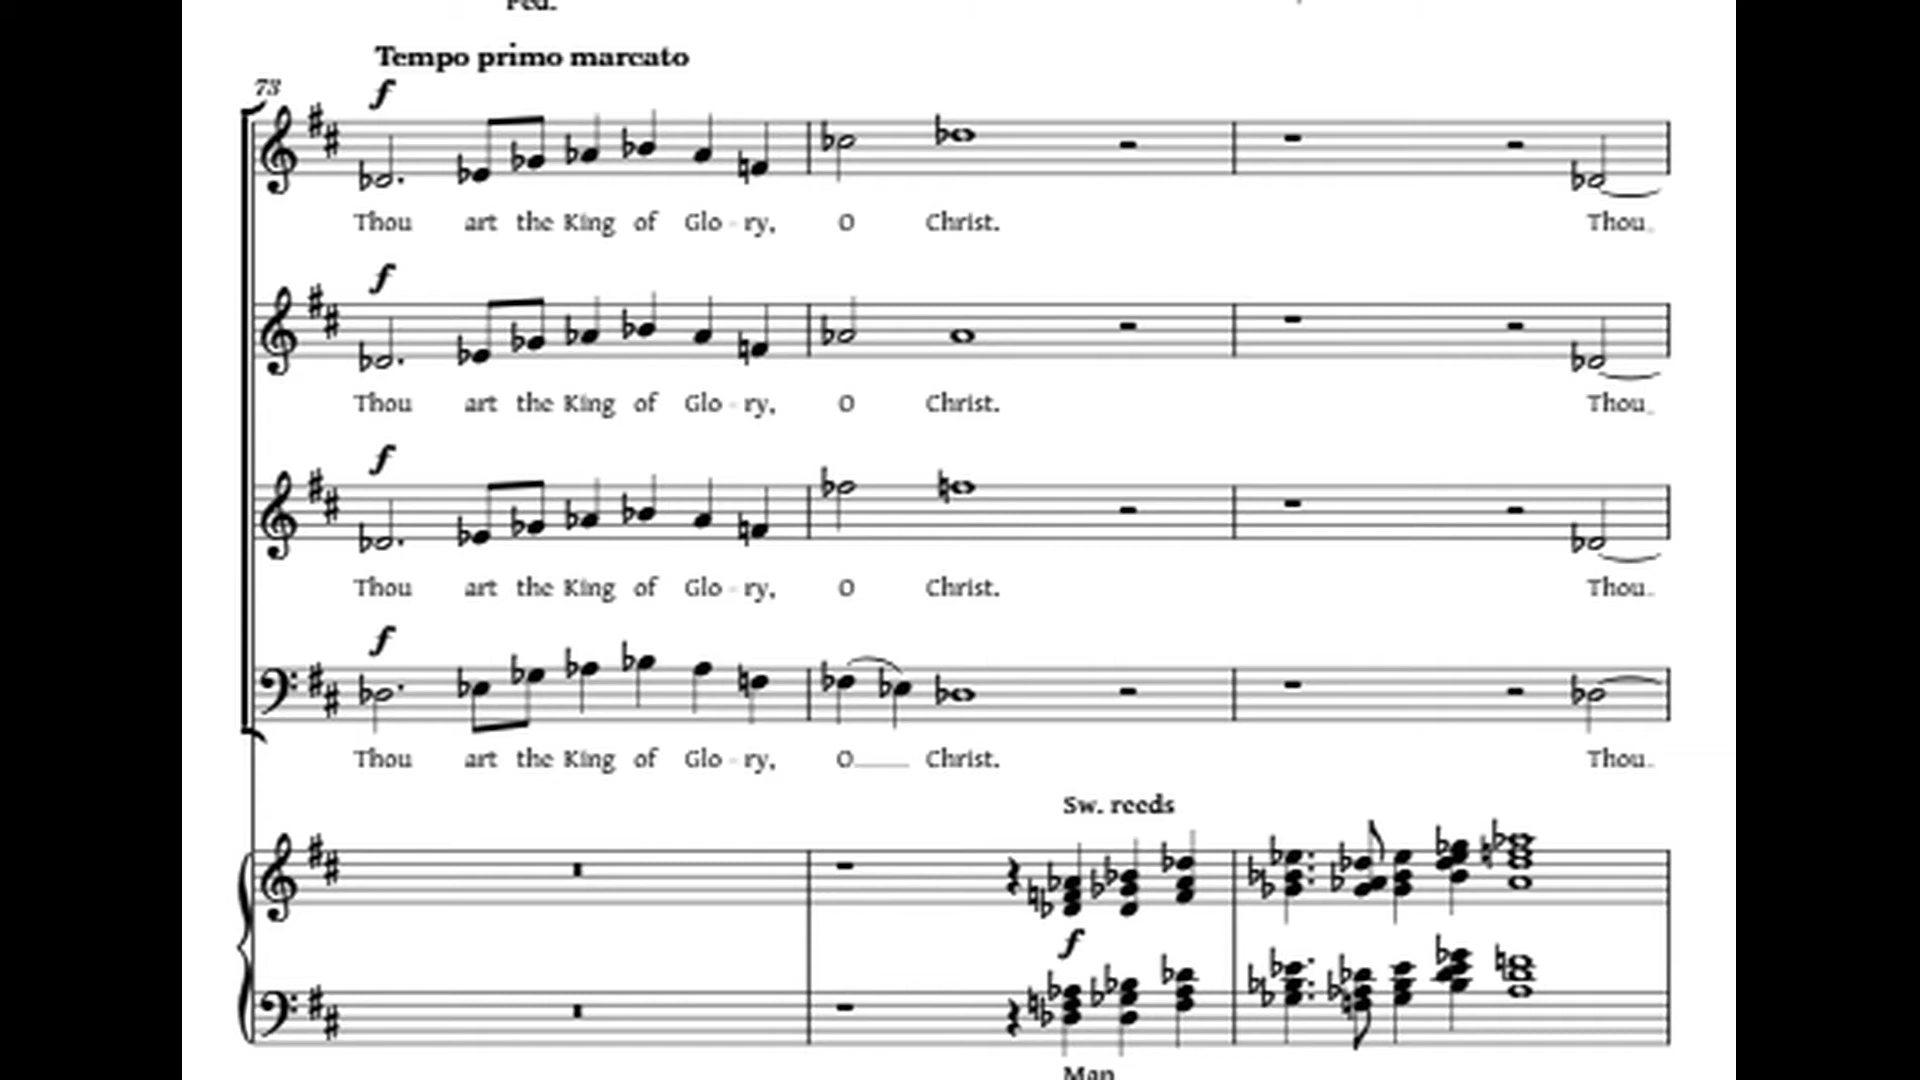 Ped.
Tempo primo marcato
73
f
Thou art the King of Glo - ry, O Christ. Thou
f
Thou art the King of Glo - ry, O Christ. Thou
f
Thou art the King of Glo - ry, O Christ. Thou
f
Thou art the King of Glo - ry, O Christ. Thou
Sw. reeds
f
Man